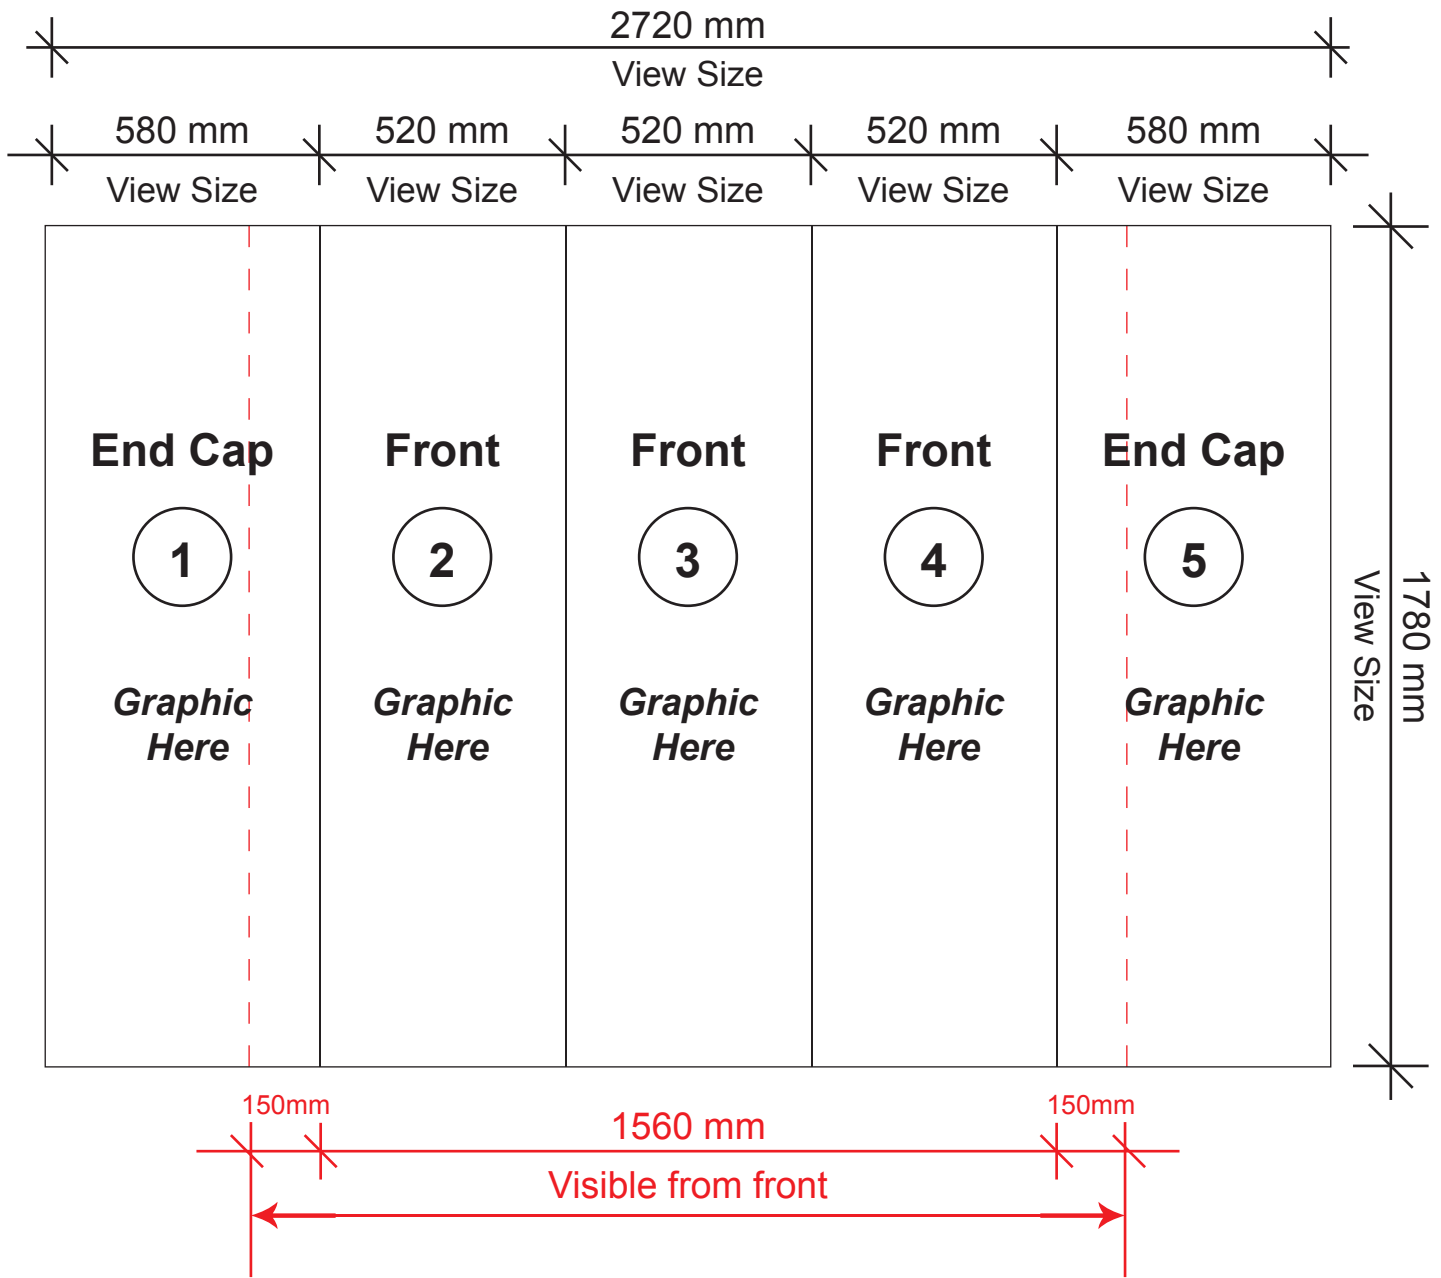 2720 mm
View Size
580 mm 520 mm 520 mm 520 mm 580 mm
View Size View Size View Size View Size View Size
End Cap Front Front Front End Cap
1 2 3 4 5
Graphic Graphic Graphic Graphic Graphic
Here Here Here Here Here
1780 mm
View Size
150mm 1560 mm 150mm
Visible from front